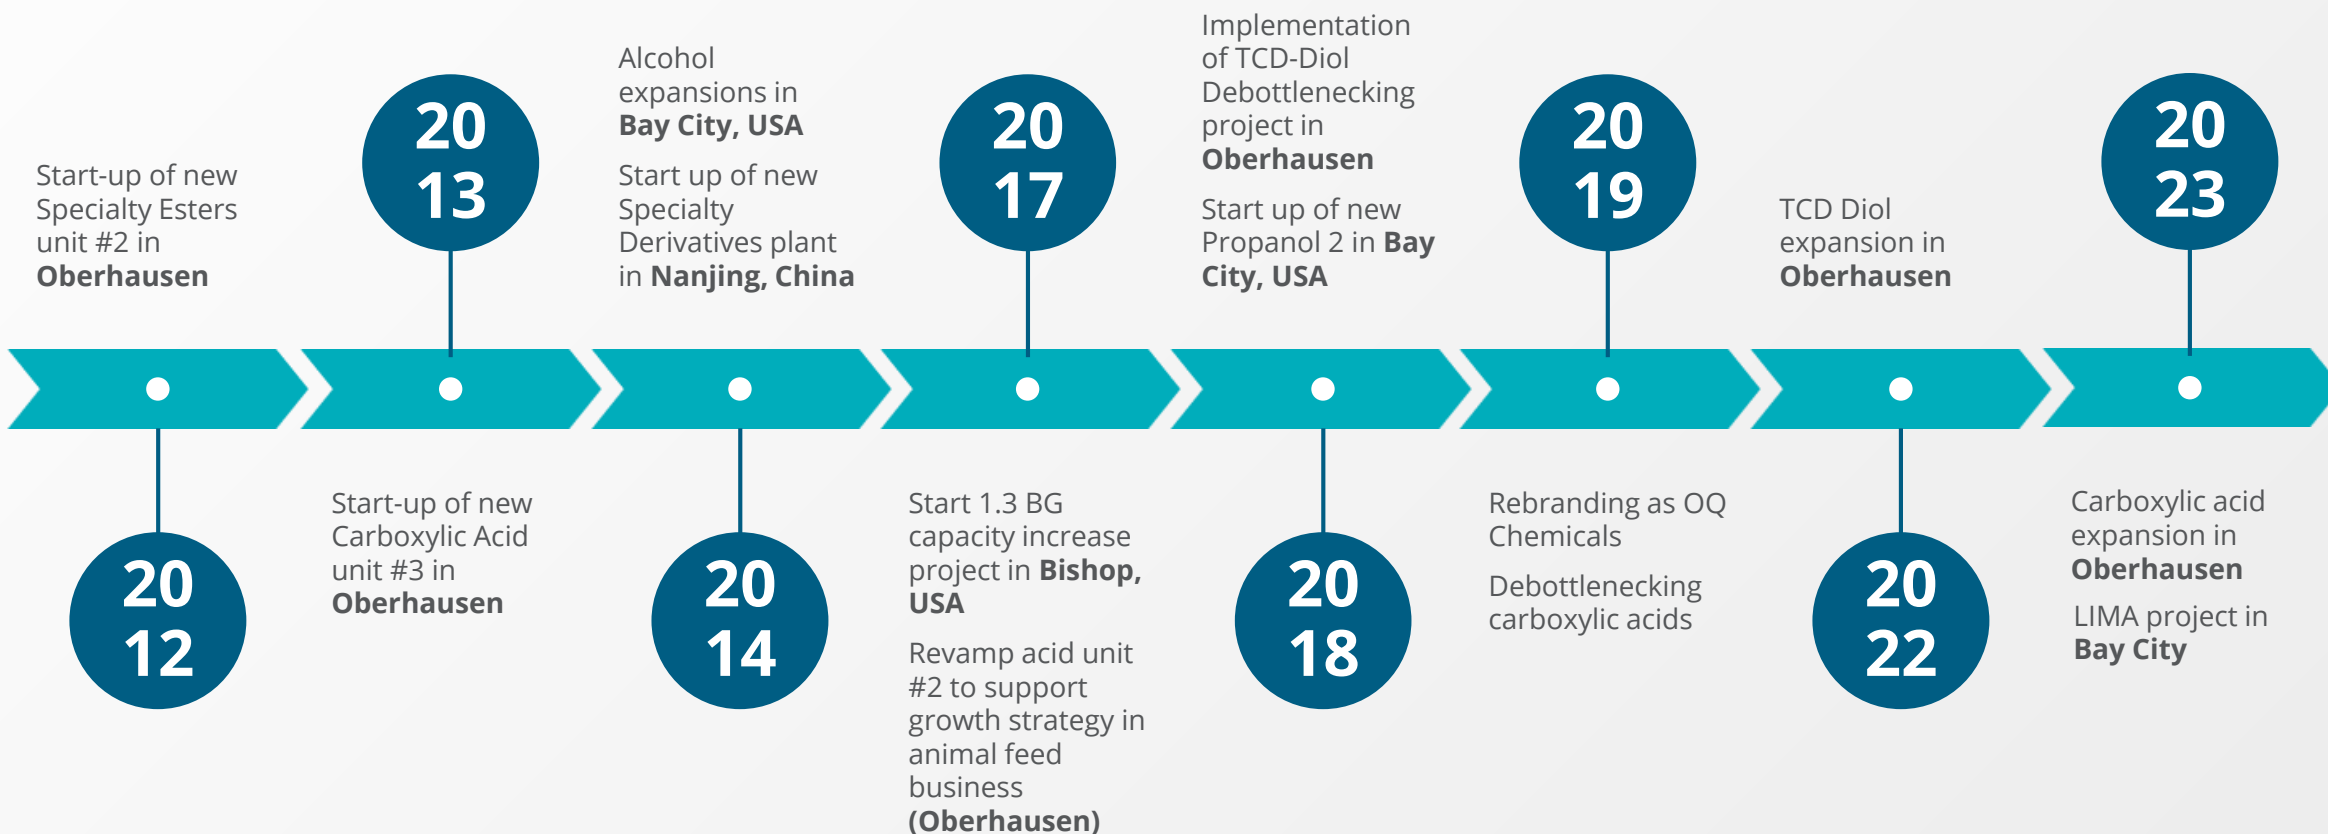 Start-up of new
Specialty Esters
unit #2 in
Oberhausen
20
12
20
13
Start-up of new
Carboxylic Acid
unit #3 in
Oberhausen
Alcohol
expansions in
Bay City, USA
Start up of new
Specialty
Derivatives plant
in Nanjing, China
20
14
20
17
Start 1.3 BG
capacity increase
project in Bishop,
USA
Revamp acid unit
#2 to support
growth strategy in
animal feed
business
(Oberhausen)
Implementation
of TCD-Diol
Debottlenecking
project in
Oberhausen
Start up of new
Propanol 2 in Bay
City, USA
20
18
20
19
Rebranding as OQ
Chemicals
Debottlenecking
carboxylic acids
TCD Diol
expansion in
Oberhausen
20
22
20
23
Carboxylic acid
expansion in
Oberhausen
LIMA project in
Bay City